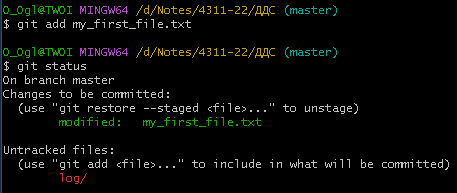 O_Ogl@TWOI MINGW64 /d/Notes/4311-22/ДДС (master)
$ git add my_first_file.txt
O_Ogl@TWOI MINGW64 /d/Notes/4311-22/ДДС (master)
$ git status
On branch master
Changes to be committed:
  (use "git restore --staged <file>..." to unstage)
        modified:   my_first_file.txt
Untracked files:
  (use "git add <file>..." to include in what will be committed)
        log/